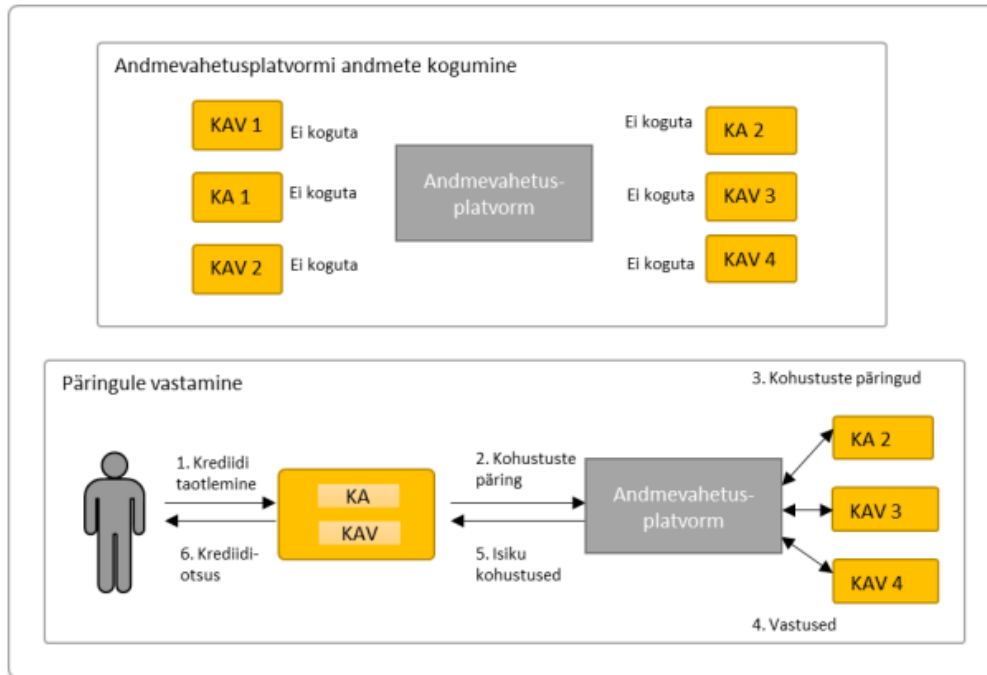 Andmevahetusplatvormi andmete kogumine
KAV 1
Ei koguta
KA 1
Ei koguta
KAV 2
Ei koguta
Andmevahetus-
platvorm
Ei koguta
KA 2
Ei koguta
KAV 3
Ei koguta
KAV 4
Päringule vastamine
1. Krediidi
taotlemine
6. Krediidi-
otsus
KA
KAV
2. Kohustuste
päring
5. Isiku
kohustused
Andmevahetus-
platvorm
3. Kohustuste päringud
KA 2
KAV 3
KAV 4
4. Vastused